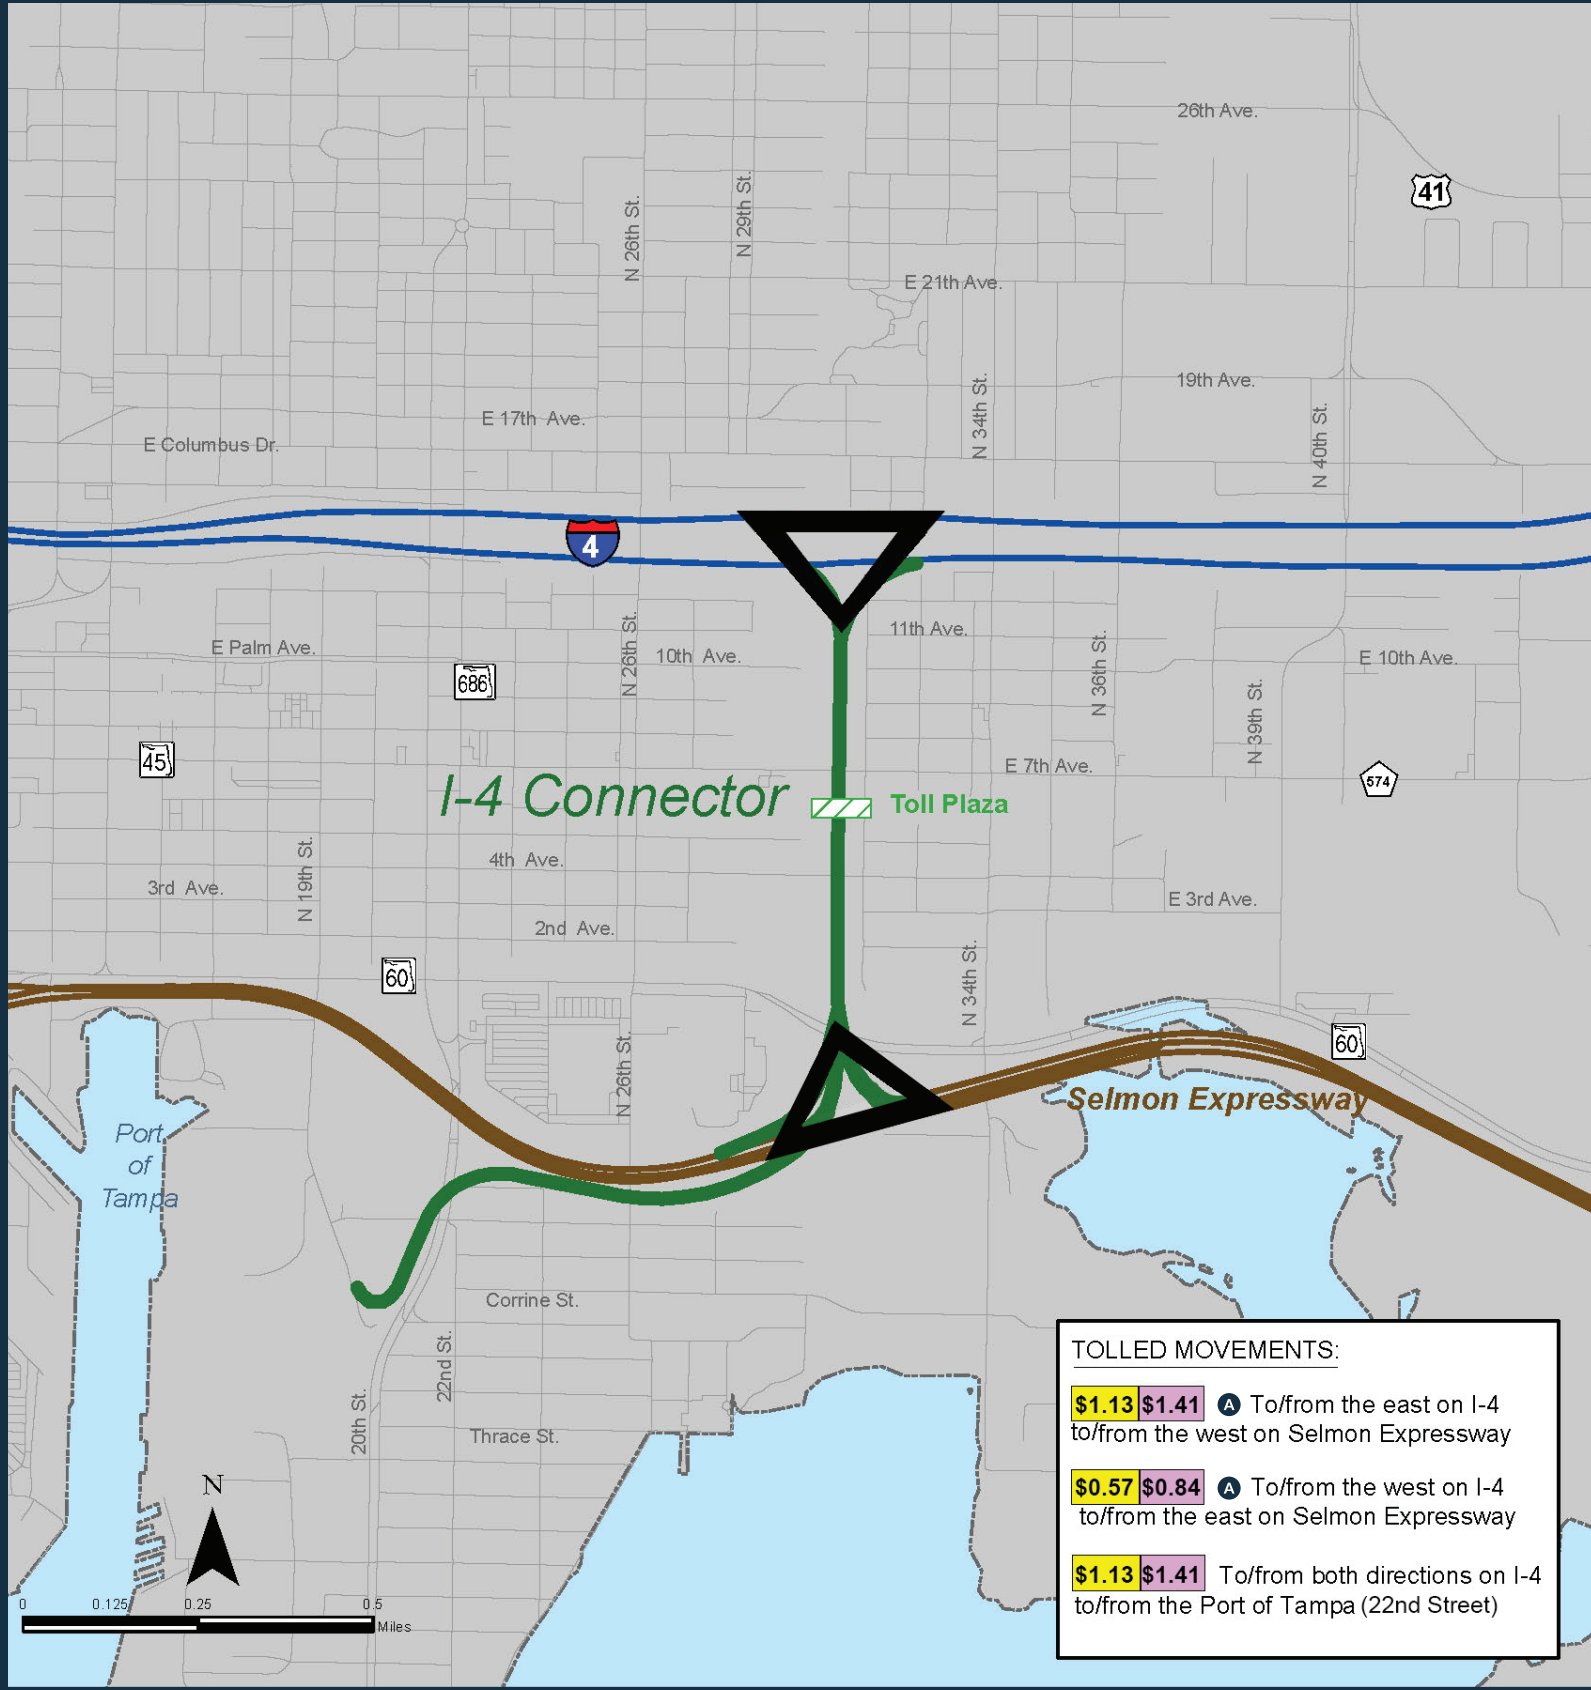 26th Ave.
41
N 26th St.
N 29th St.
E 21th Ave.
19th Ave.
N 34th St.
N 40th St.
E 17th Ave.
E Columbus Dr.
4
11th Ave.
E Palm Ave.
10th Ave.
E 10th Ave.
N 26th St.
N 36th St.
N 39th St.
686
45
E 7th Ave.
574
I-4 Connector
Toll Plaza
4th Ave.
3rd Ave.
N 19th St.
E 3rd Ave.
2nd Ave.
60
N 34th St.
60
N 26th St.
Selmon Expressway
Port
of
Tampa
Corrine St.
22nd St.
20th St.
Thrace St.
N
0 0.125 0.25 0.5
Miles
TOLLED MOVEMENTS:
$1.13 $1.41 A To/from the east on I-4
to/from the west on Selmon Expressway
$0.57 $0.84 A To/from the west on I-4
to/from the east on Selmon Expressway
$1.13 $1.41 To/from both directions on I-4
to/from the Port of Tampa (22nd Street)